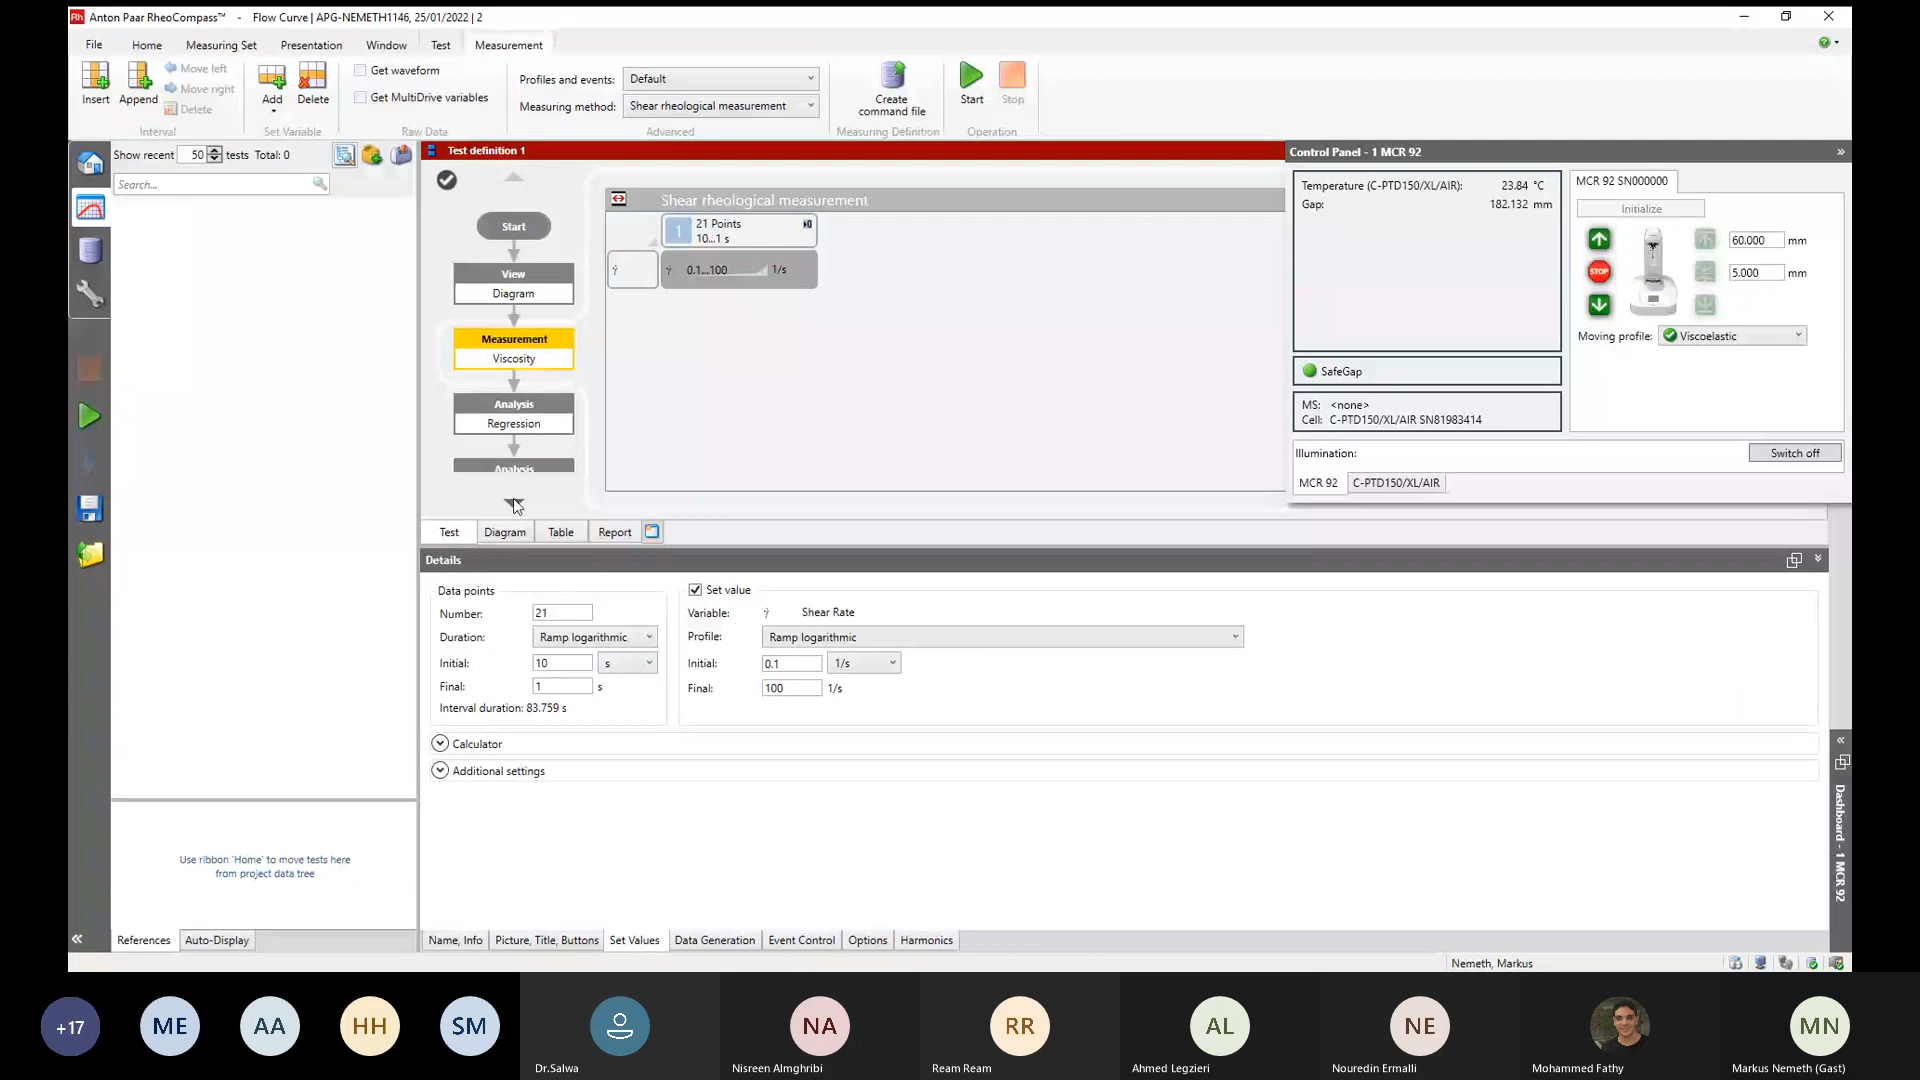 Anton Paar RheoCompass™ - Flow Curve | APG-NEMETH1146, 25/01/2022 | 2
File Home Measuring Set Presentation Window Test Measurement
Insert Append
Move left
Move right
Delete
Interval
Add Delete
Set Variable
Get waveform
Get MultiDrive variables
Raw Data
Profiles and events: Default
Measuring method: Shear rheological measurement
Advanced
Create
command file
Measuring Definition
Start Stop
Operation
Show recent 50 tests Total: 0
Search...
Use ribbon 'Home' to move tests here
from project data tree
References Auto-Display
Test definition 1
Start
View
Diagram
Measurement
Viscosity
Analysis
Regression
Analysis
Shear rheological measurement
1 21 Points
10...1 s
γ̇ γ̇ 0.1...100 1/s
Control Panel - 1 MCR 92
Temperature (C-PTD150/XL/AIR): 23.84 °C
Gap: 182.132 mm
SafeGap
MS: <none>
Cell: C-PTD150/XL/AIR SN81983414
MCR 92 SN000000
Initialize
60.000 mm
STOP
5.000 mm
Moving profile: Viscoelastic
Illumination: Switch off
MCR 92 C-PTD150/XL/AIR
Test Diagram Table Report
Details
Data points
Number: 21
Duration: Ramp logarithmic
Initial: 10 s
Final: 1 s
Interval duration: 83.759 s
Set value
Variable: γ̇ Shear Rate
Profile: Ramp logarithmic
Initial: 0.1 1/s
Final: 100 1/s
Calculator
Additional settings
Name, Info Picture, Title, Buttons Set Values Data Generation Event Control Options Harmonics
Dashboard - 1 MCR 92
Nemeth, Markus
+17 ME AA HH SM NA RR AL NE MN
Dr.Salwa Nisreen Almghribi Ream Ream Ahmed Legzieri Nouredin Ermalli Mohammed Fathy Markus Nemeth (Gast)